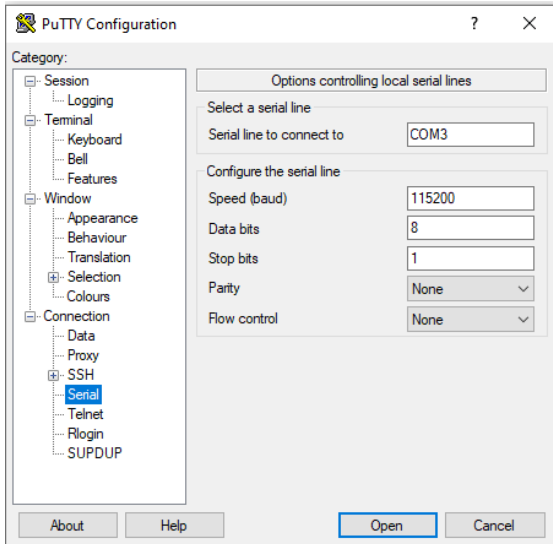 PuTTY Configuration
?
Category:
Session
Logging
Terminal
Keyboard
Bell
Features
Window
Appearance
Behaviour
Translation
Selection
Colours
Connection
Data
Proxy
SSH
Serial
Telnet
Rlogin
SUPDUP
Options controlling local serial lines
Select a serial line
Serial line to connect to COM3
Configure the serial line
Speed (baud) 115200
Data bits 8
Stop bits 1
Parity None
Flow control None
About Help Open Cancel